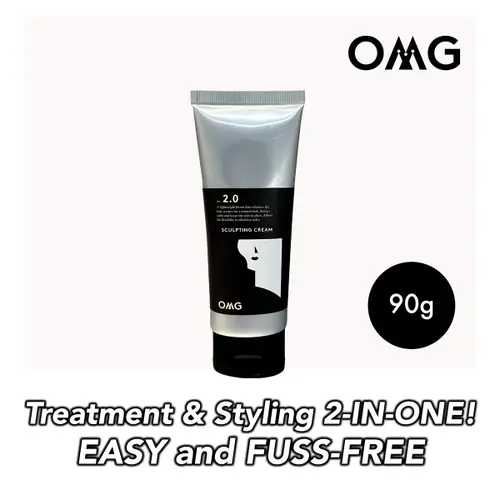 OMG
2.0
SCULPTING CREAM
OMG
90g
Treatment & Styling 2-IN-ONE!
EASY and FUSS-FREE